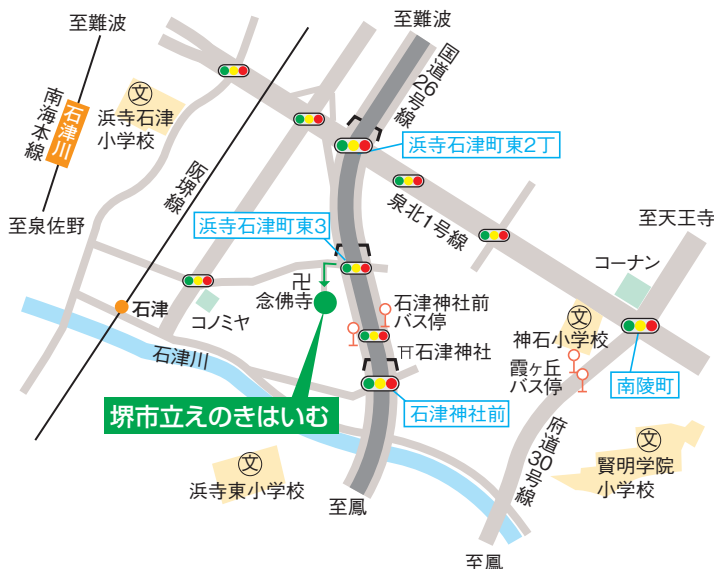 至難波
至難波
国道26号線
文
浜寺石津
小学校
石津川
南海本線
浜寺石津町東2丁
阪堺線
泉北1号線
至天王寺
至泉佐野
浜寺石津町東3
コーナン
卍
念佛寺
石津神社前
バス停
石津
コノミヤ
文
神石小学校
石津神社
石津川
霞ヶ丘
バス停
南陵町
堺市立えのきはいむ
石津神社前
府道30号線
文
浜寺東小学校
文
賢明学院
小学校
至鳳
至鳳